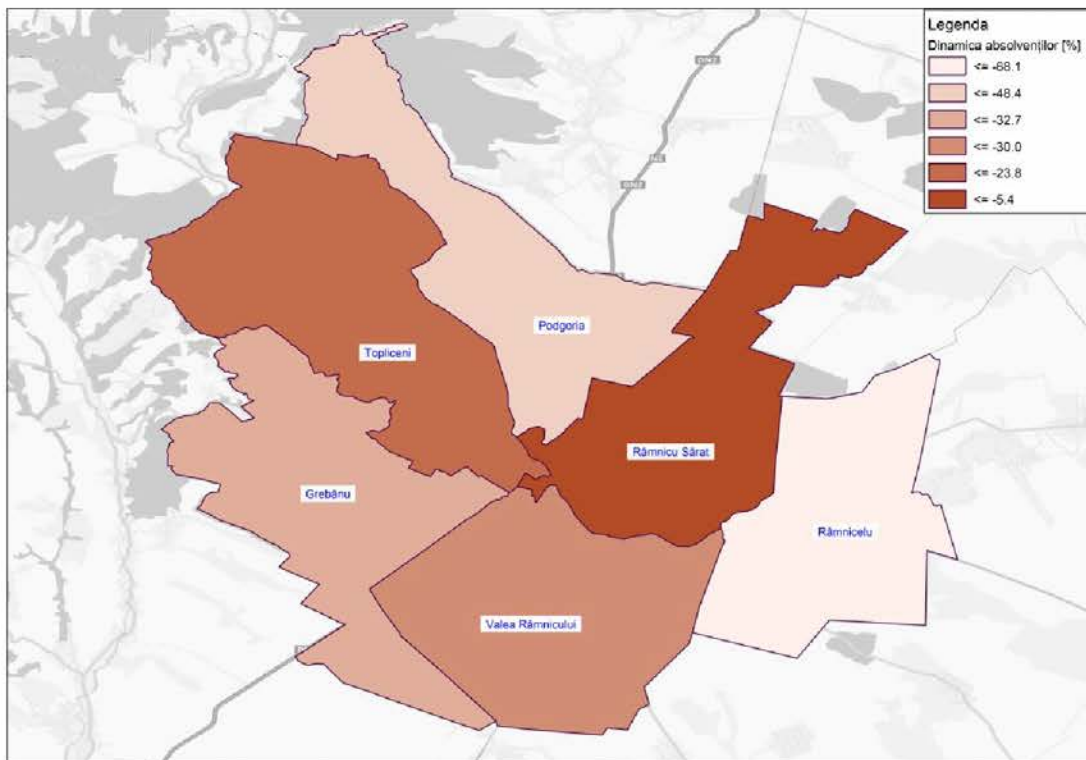 Legenda
Dinamica absolvenților [%]
<= -68.1
<= -48.4
<= -32.7
<= -30.0
<= -23.8
<= -5.4
DN2
Podgoria
Topliceni
Râmnicu Sărat
Grebănu
Râmnicelu
Valea Râmnicului